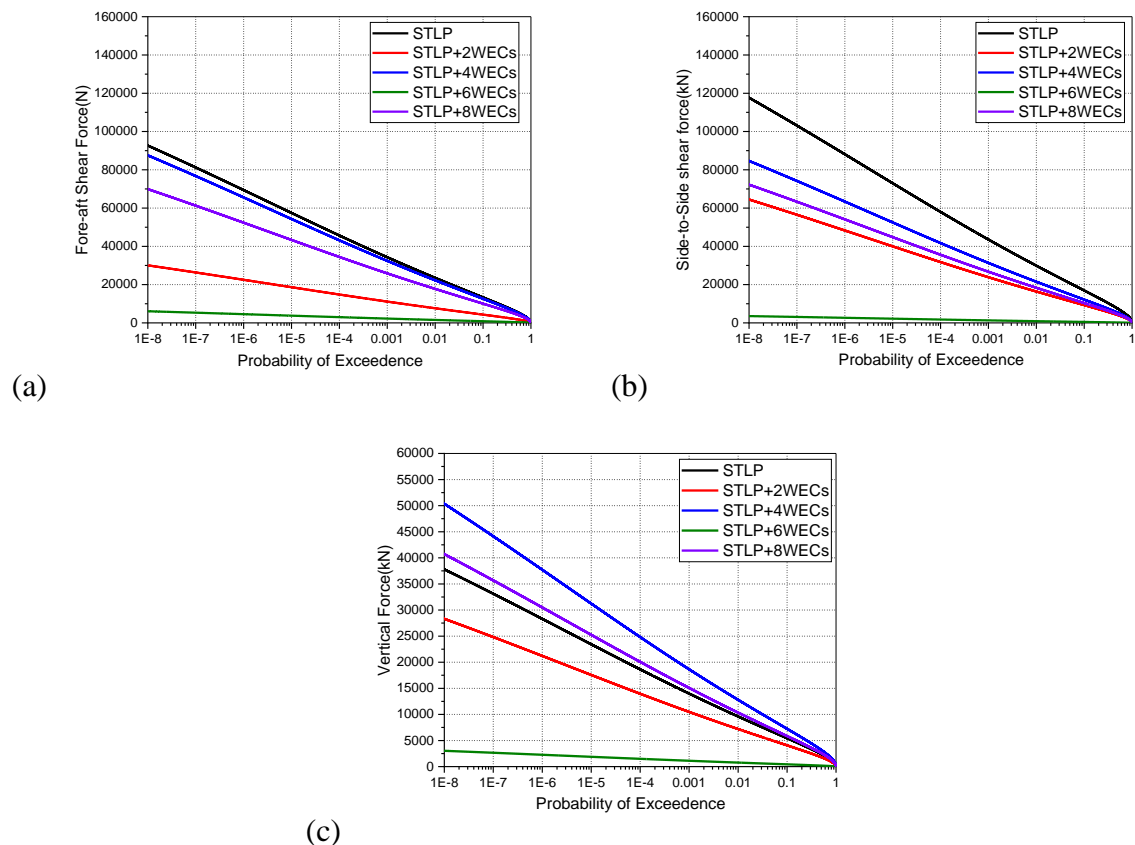 160000
140000
120000
100000
80000
60000
40000
20000
0
Fore-aft Shear Force(N)
STLP
STLP+2WECs
STLP+4WECs
STLP+6WECs
STLP+8WECs
1E-8 1E-7 1E-6 1E-5 1E-4 0.001 0.01 0.1 1
Probability of Exceedence
(a)
160000
140000
120000
100000
80000
60000
40000
20000
0
Side-to-Side shear force(kN)
STLP
STLP+2WECs
STLP+4WECs
STLP+6WECs
STLP+8WECs
1E-8 1E-7 1E-6 1E-5 1E-4 0.001 0.01 0.1 1
Probability of Exceedence
(b)
60000
55000
50000
45000
40000
35000
30000
25000
20000
15000
10000
5000
0
Vertical Force(kN)
STLP
STLP+2WECs
STLP+4WECs
STLP+6WECs
STLP+8WECs
1E-8 1E-7 1E-6 1E-5 1E-4 0.001 0.01 0.1 1
Probability of Exceedence
(c)